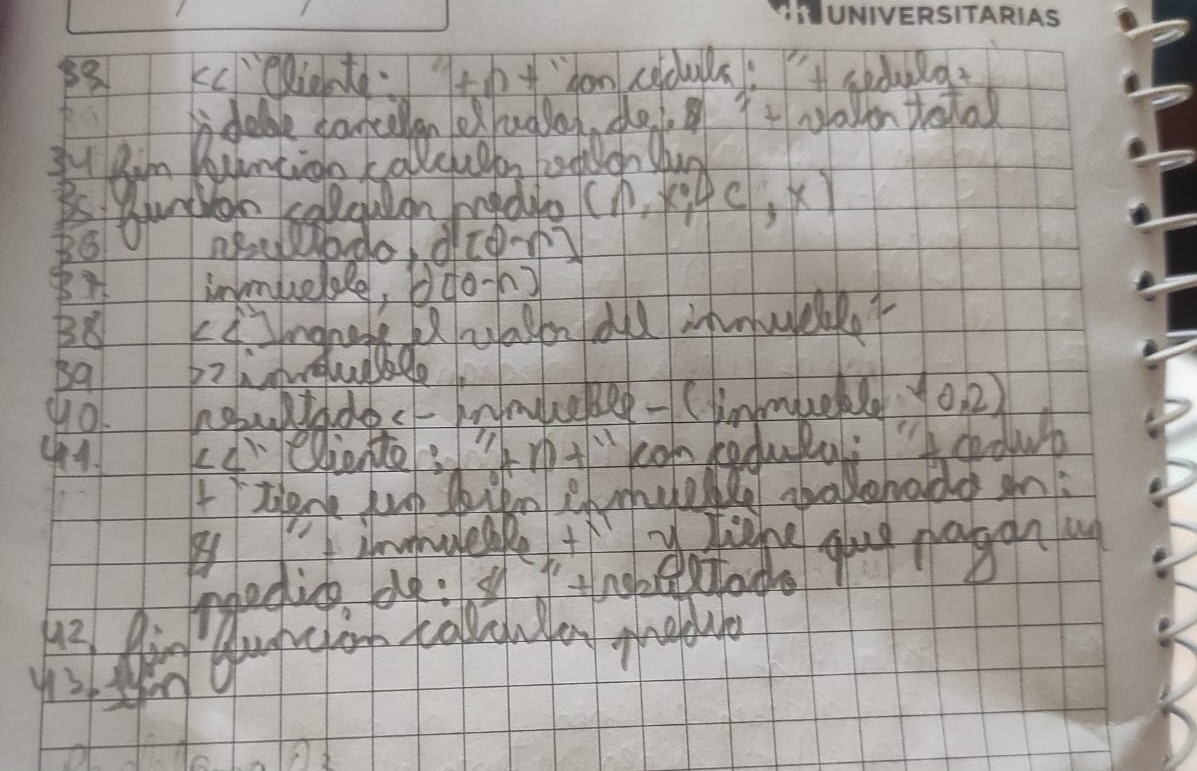 UNIVERSITARIAS
33. << "Cliente: "+n+"con cedula: "+ cedula+
"debe cancelar el valor de: $ "+ valor total
34 fin funcion calcular valor luz
35. funcion calcular predio (n, c, x)
36 resultado, d[0-n]
37. inmueble, d[0-n]
38 << "Ingrese el valor del inmueble"
39 >> inmueble
40. resultado <- inmueble - (inmueble * 0,2)
41. << "Cliente: "+n+" con cedula: "+ cedula
+ "tiene un bien inmueble valorado en:
$ "+ inmueble +" y tiene que pagar un
predio de: $ "+resultado
42. fin funcion calcular predio
43. fin